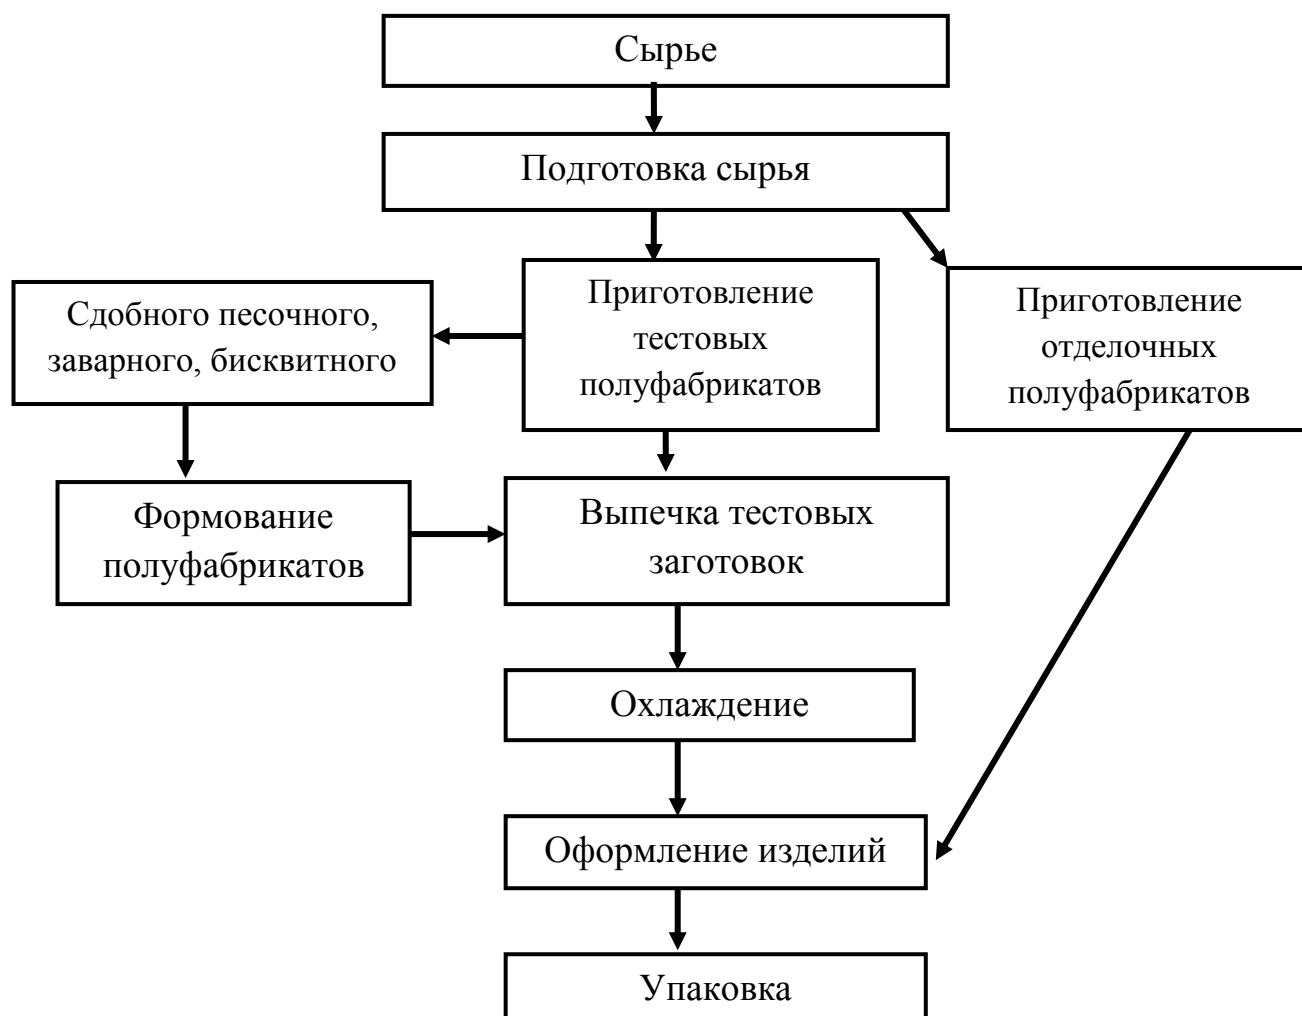 Сырье
Подготовка сырья
Приготовление
тестовых
полуфабрикатов
Приготовление
отделочных
полуфабрикатов
Сдобного песочного,
заварного, бисквитного
Формование
полуфабрикатов
Выпечка тестовых
заготовок
Охлаждение
Оформление изделий
Упаковка